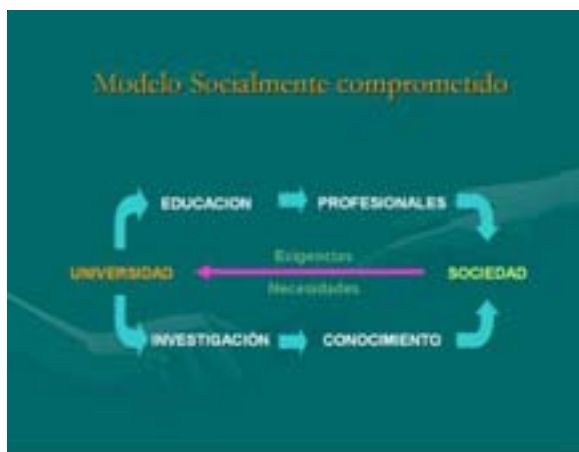 Modelo Socialmente comprometido
EDUCACION PROFESIONALES
Exigencias
UNIVERSIDAD SOCIEDAD
Necesidades
INVESTIGACIÓN CONOCIMIENTO